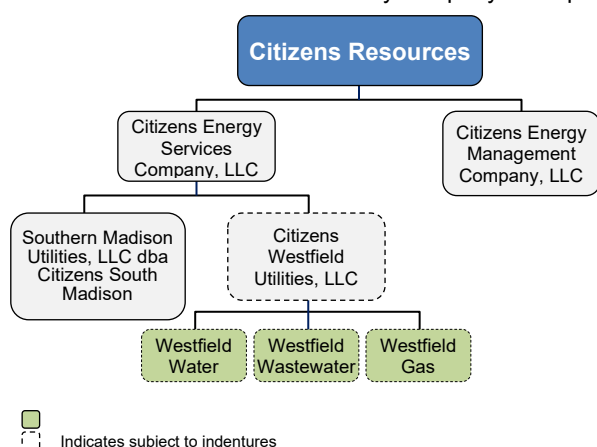 Citizens Resources
Citizens Energy
Services
Company, LLC
Citizens Energy
Management
Company, LLC
Southern Madison
Utilities, LLC dba
Citizens South
Madison
Citizens
Westfield
Utilities, LLC
Westfield
Water
Westfield
Wastewater
Westfield
Gas
Indicates subject to indentures